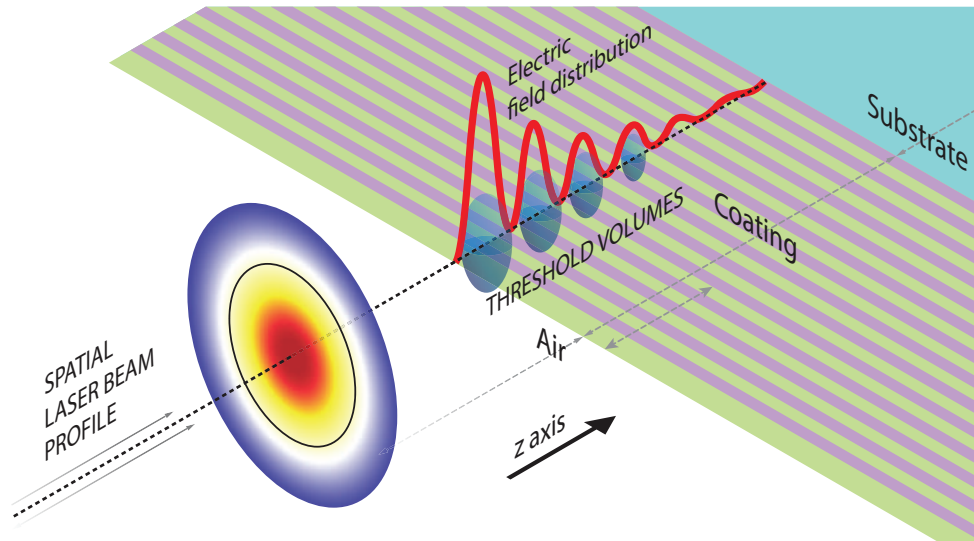 Electric
field distribution
Substrate
Coating
THRESHOLD VOLUMES
Air
SPATIAL
LASER BEAM
PROFILE
z axis